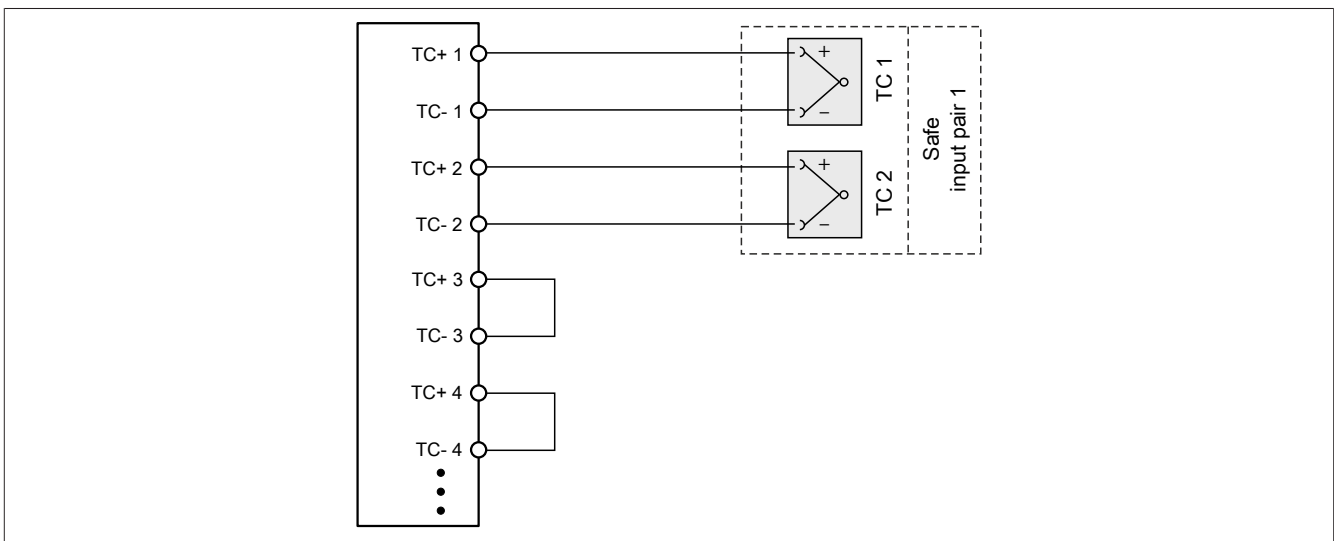 TC+ 1
TC- 1
TC+ 2
TC- 2
TC+ 3
TC- 3
TC+ 4
TC- 4
+
−
TC 1
+
−
TC 2
Safe
input pair 1